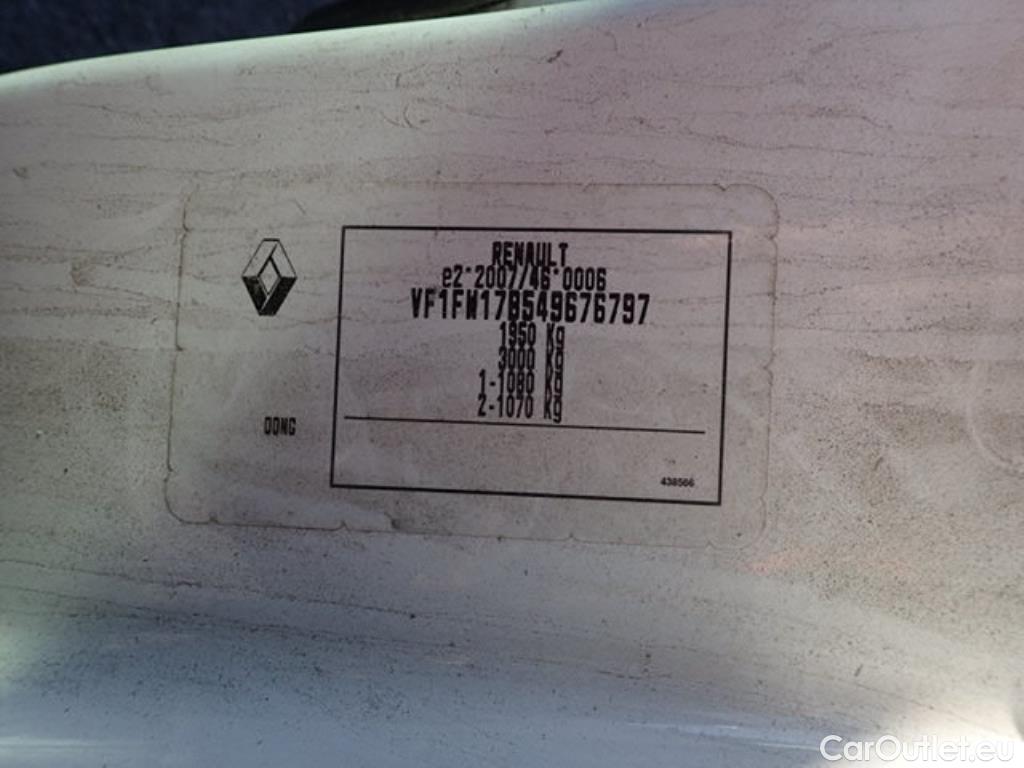 RENAULT
e2*2007/46*0006
VF1FW17B549676797
1950 Kg
3000 Kg
1-1080 Kg
2-1070 Kg
OONG
438566
CarOutlet.eu